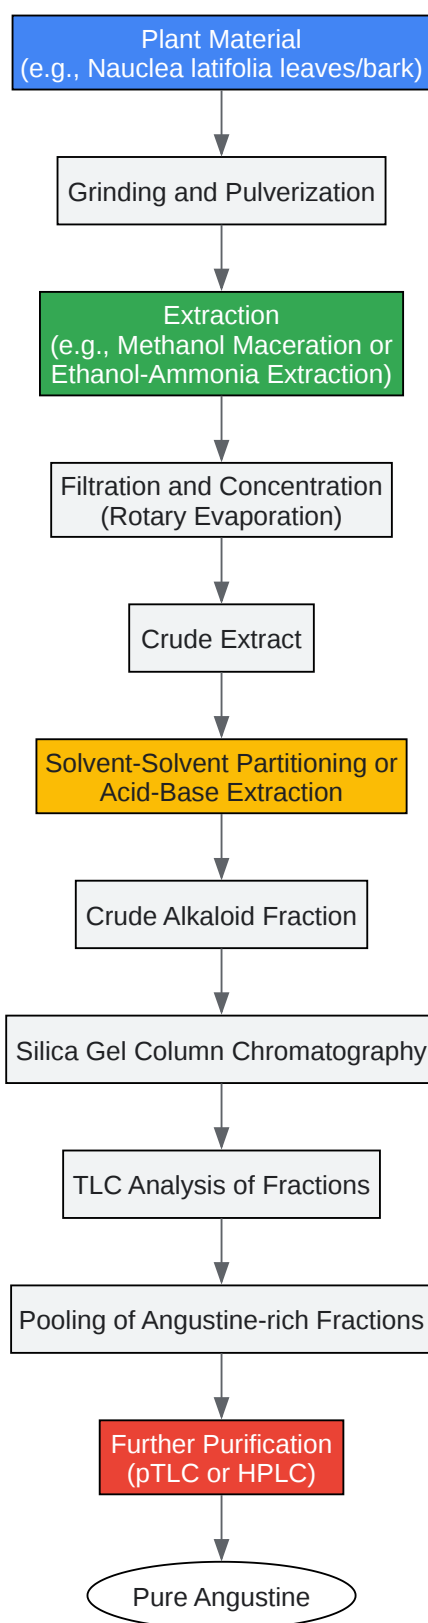 Plant Material
(e.g., Nauclea latifolia leaves/bark)
Grinding and Pulverization
Extraction
(e.g., Methanol Maceration or
Ethanol-Ammonia Extraction)
Filtration and Concentration
(Rotary Evaporation)
Crude Extract
Solvent-Solvent Partitioning or
Acid-Base Extraction
Crude Alkaloid Fraction
Silica Gel Column Chromatography
TLC Analysis of Fractions
Pooling of Angustine-rich Fractions
Further Purification
(pTLC or HPLC)
Pure Angustine